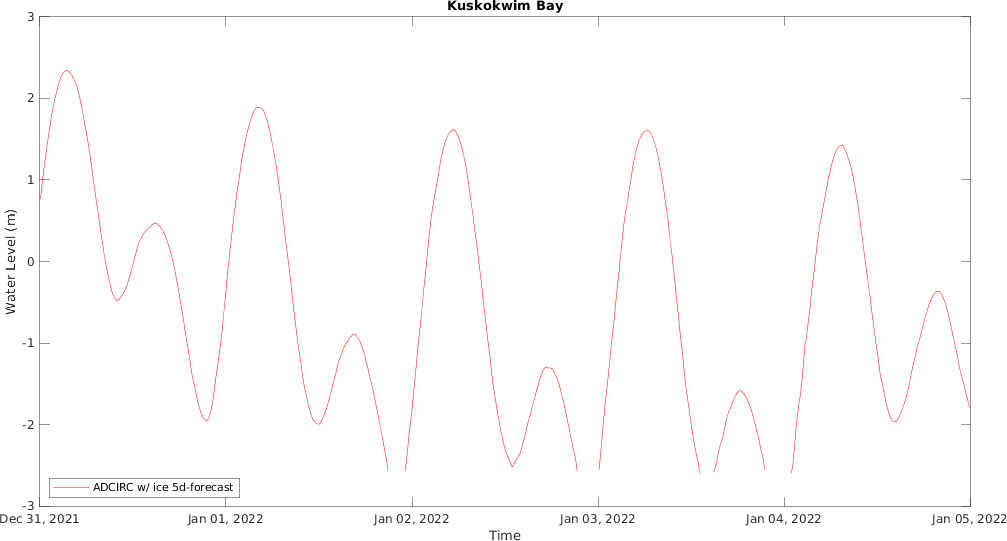 Kuskokwim Bay
3
2
1
0
-1
-2
-3
Water Level (m)
ADCIRC w/ ice 5d-forecast
Dec 31, 2021 Jan 01, 2022 Jan 02, 2022 Jan 03, 2022 Jan 04, 2022 Jan 05, 2022
Time